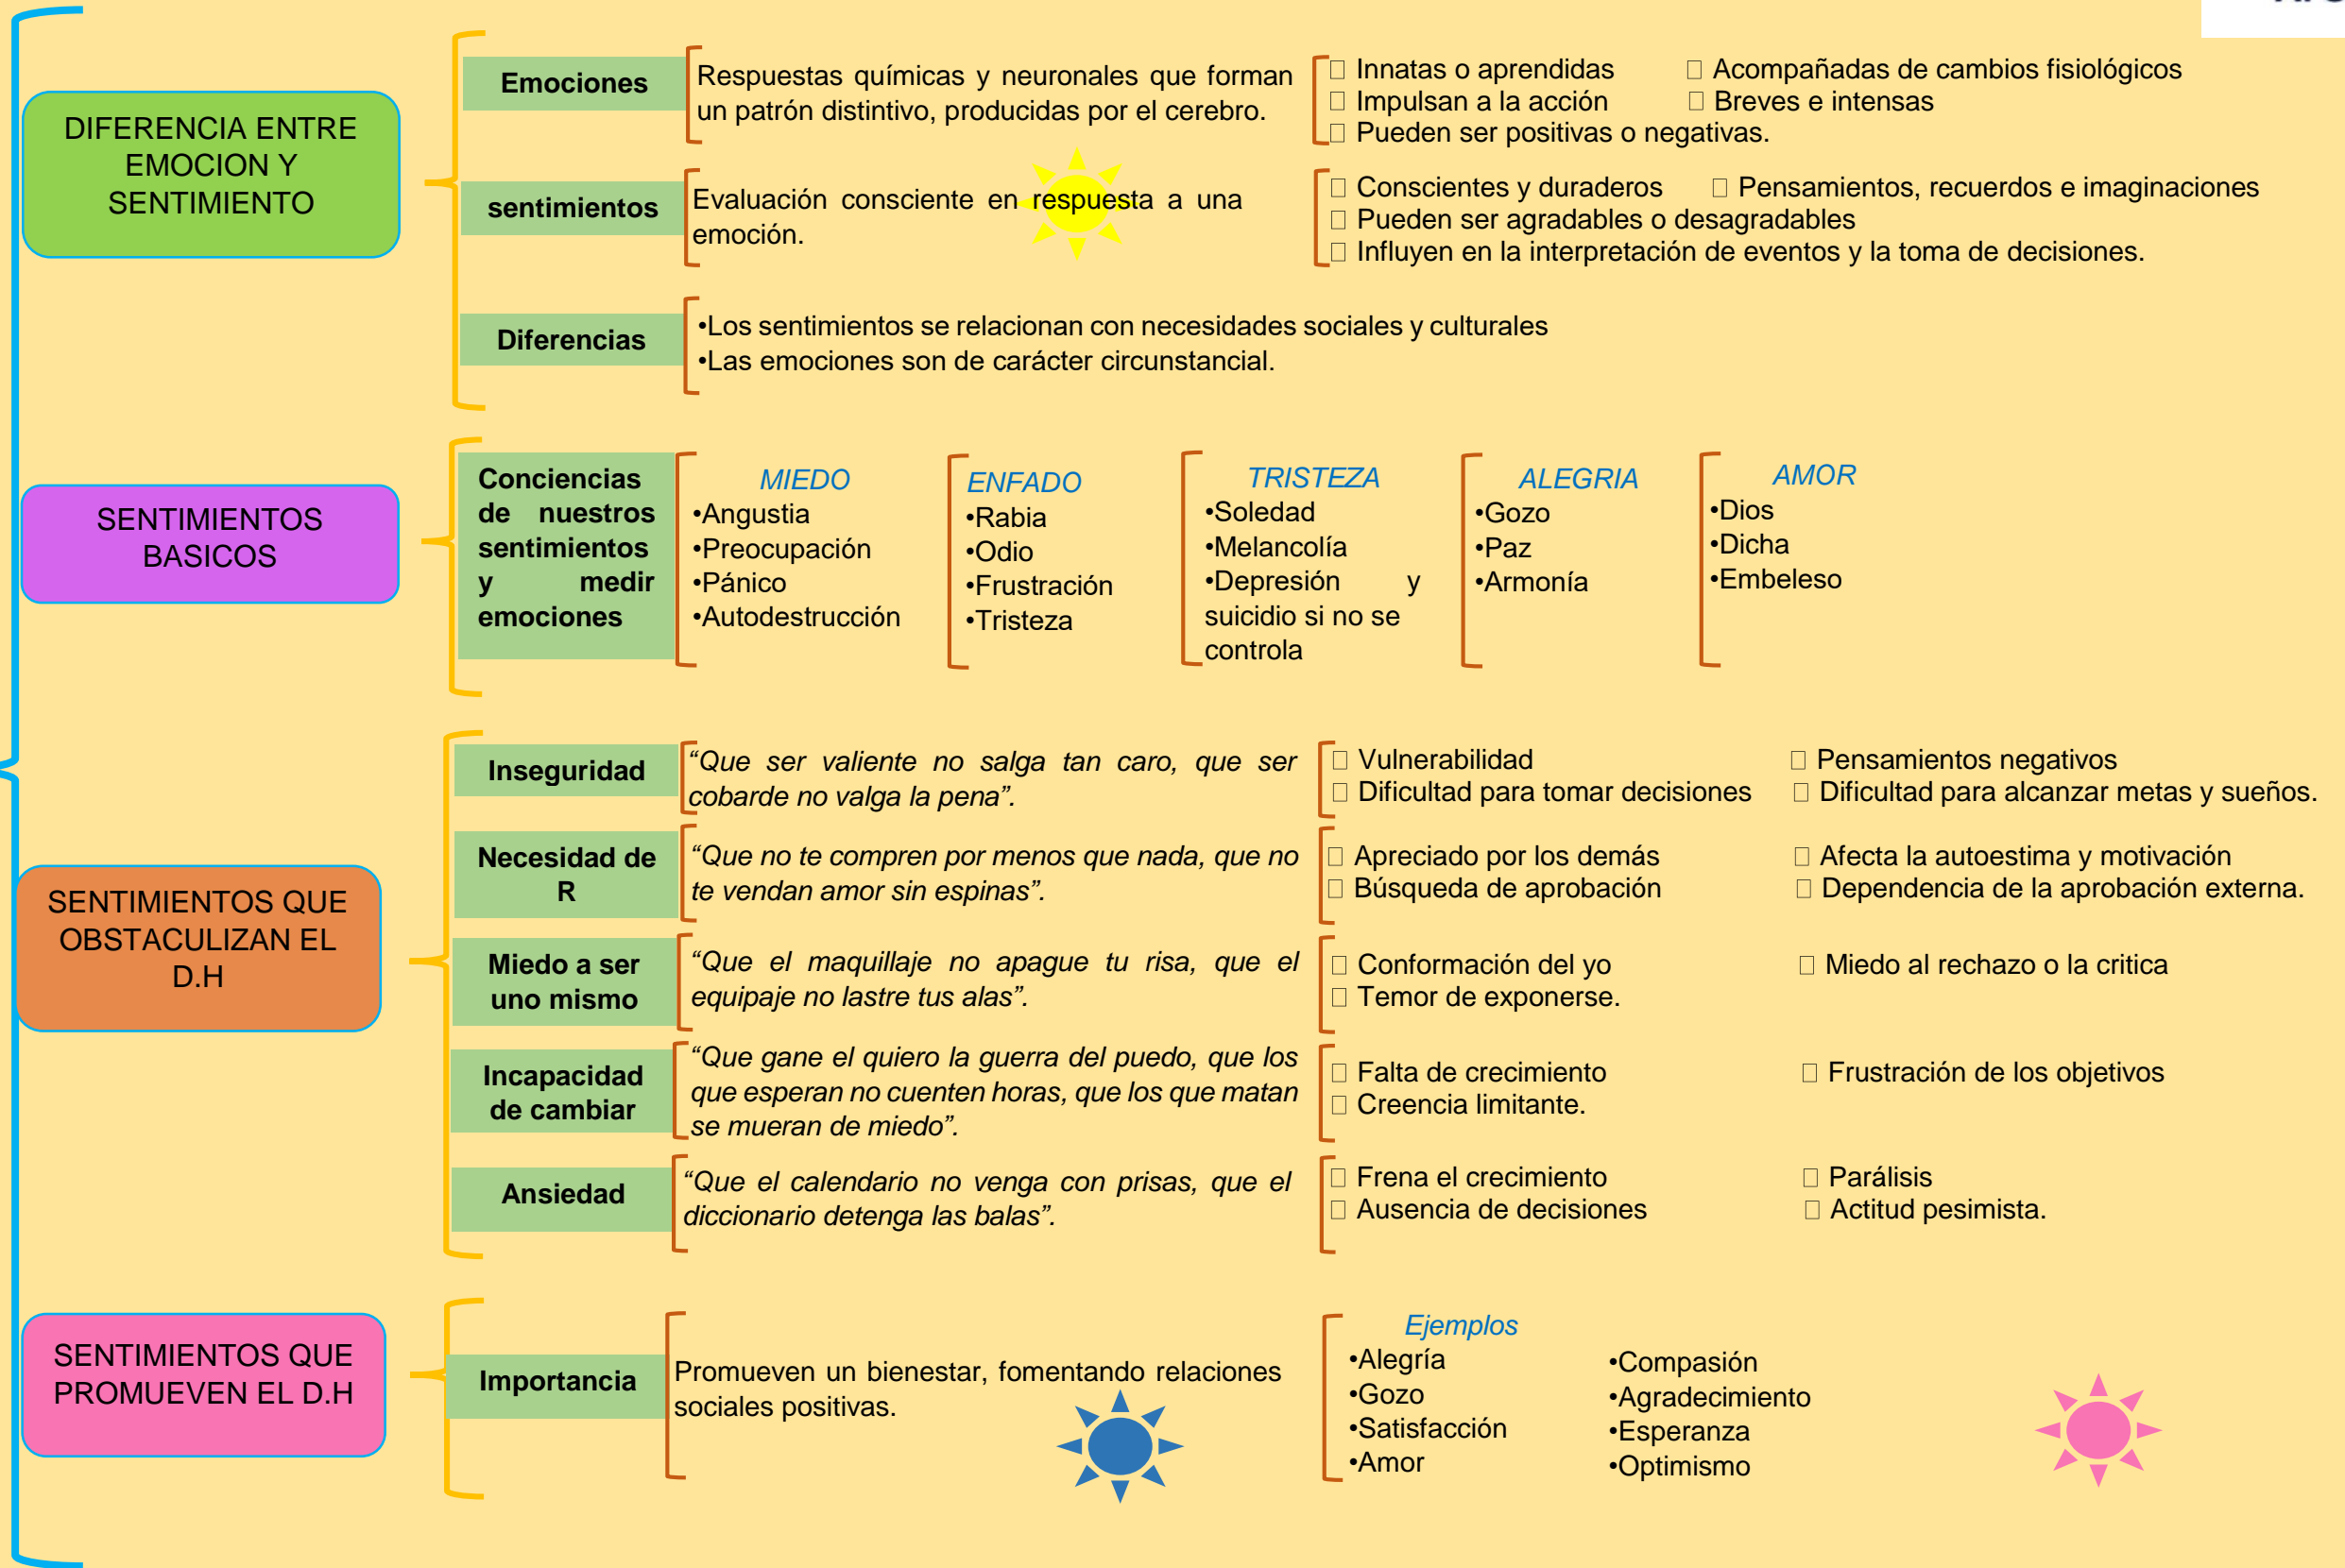 DIFERENCIA ENTRE
EMOCION Y
SENTIMIENTO
Emociones
Respuestas químicas y neuronales que forman
un patrón distintivo, producidas por el cerebro.
Innatas o aprendidas
Acompañadas de cambios fisiológicos
Impulsan a la acción
Breves e intensas
Pueden ser positivas o negativas.
sentimientos
Evaluación consciente en respuesta a una
emoción.
Conscientes y duraderos
Pensamientos, recuerdos e imaginaciones
Pueden ser agradables o desagradables
Influyen en la interpretación de eventos y la toma de decisiones.
Diferencias
•Los sentimientos se relacionan con necesidades sociales y culturales
•Las emociones son de carácter circunstancial.
SENTIMIENTOS
BASICOS
Conciencias
de nuestros
sentimientos
y medir
emociones
MIEDO
•Angustia
•Preocupación
•Pánico
•Autodestrucción
ENFADO
•Rabia
•Odio
•Frustración
•Tristeza
TRISTEZA
•Soledad
•Melancolía
•Depresión y
suicidio si no se
controla
ALEGRIA
•Gozo
•Paz
•Armonía
AMOR
•Dios
•Dicha
•Embeleso
SENTIMIENTOS QUE
OBSTACULIZAN EL
D.H
Inseguridad
“Que ser valiente no salga tan caro, que ser
cobarde no valga la pena”.
Vulnerabilidad
Pensamientos negativos
Dificultad para tomar decisiones
Dificultad para alcanzar metas y sueños.
Necesidad de
R
“Que no te compren por menos que nada, que no
te vendan amor sin espinas”.
Apreciado por los demás
Afecta la autoestima y motivación
Búsqueda de aprobación
Dependencia de la aprobación externa.
Miedo a ser
uno mismo
“Que el maquillaje no apague tu risa, que el
equipaje no lastre tus alas”.
Conformación del yo
Miedo al rechazo o la critica
Temor de exponerse.
Incapacidad
de cambiar
“Que gane el quiero la guerra del puedo, que los
que esperan no cuenten horas, que los que matan
se mueran de miedo”.
Falta de crecimiento
Frustración de los objetivos
Creencia limitante.
Ansiedad
“Que el calendario no venga con prisas, que el
diccionario detenga las balas”.
Frena el crecimiento
Parálisis
Ausencia de decisiones
Actitud pesimista.
SENTIMIENTOS QUE
PROMUEVEN EL D.H
Importancia
Promueven un bienestar, fomentando relaciones
sociales positivas.
Ejemplos
•Alegría
•Gozo
•Satisfacción
•Amor
•Compasión
•Agradecimiento
•Esperanza
•Optimismo